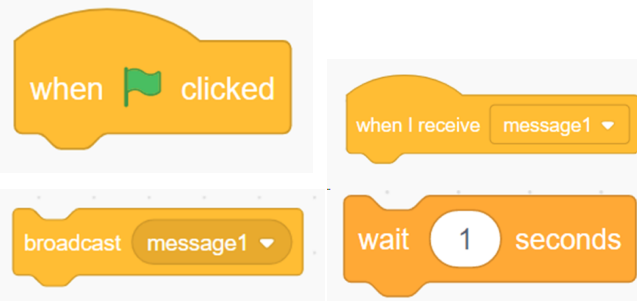 when clicked
when I receive message1
broadcast message1
wait 1 seconds